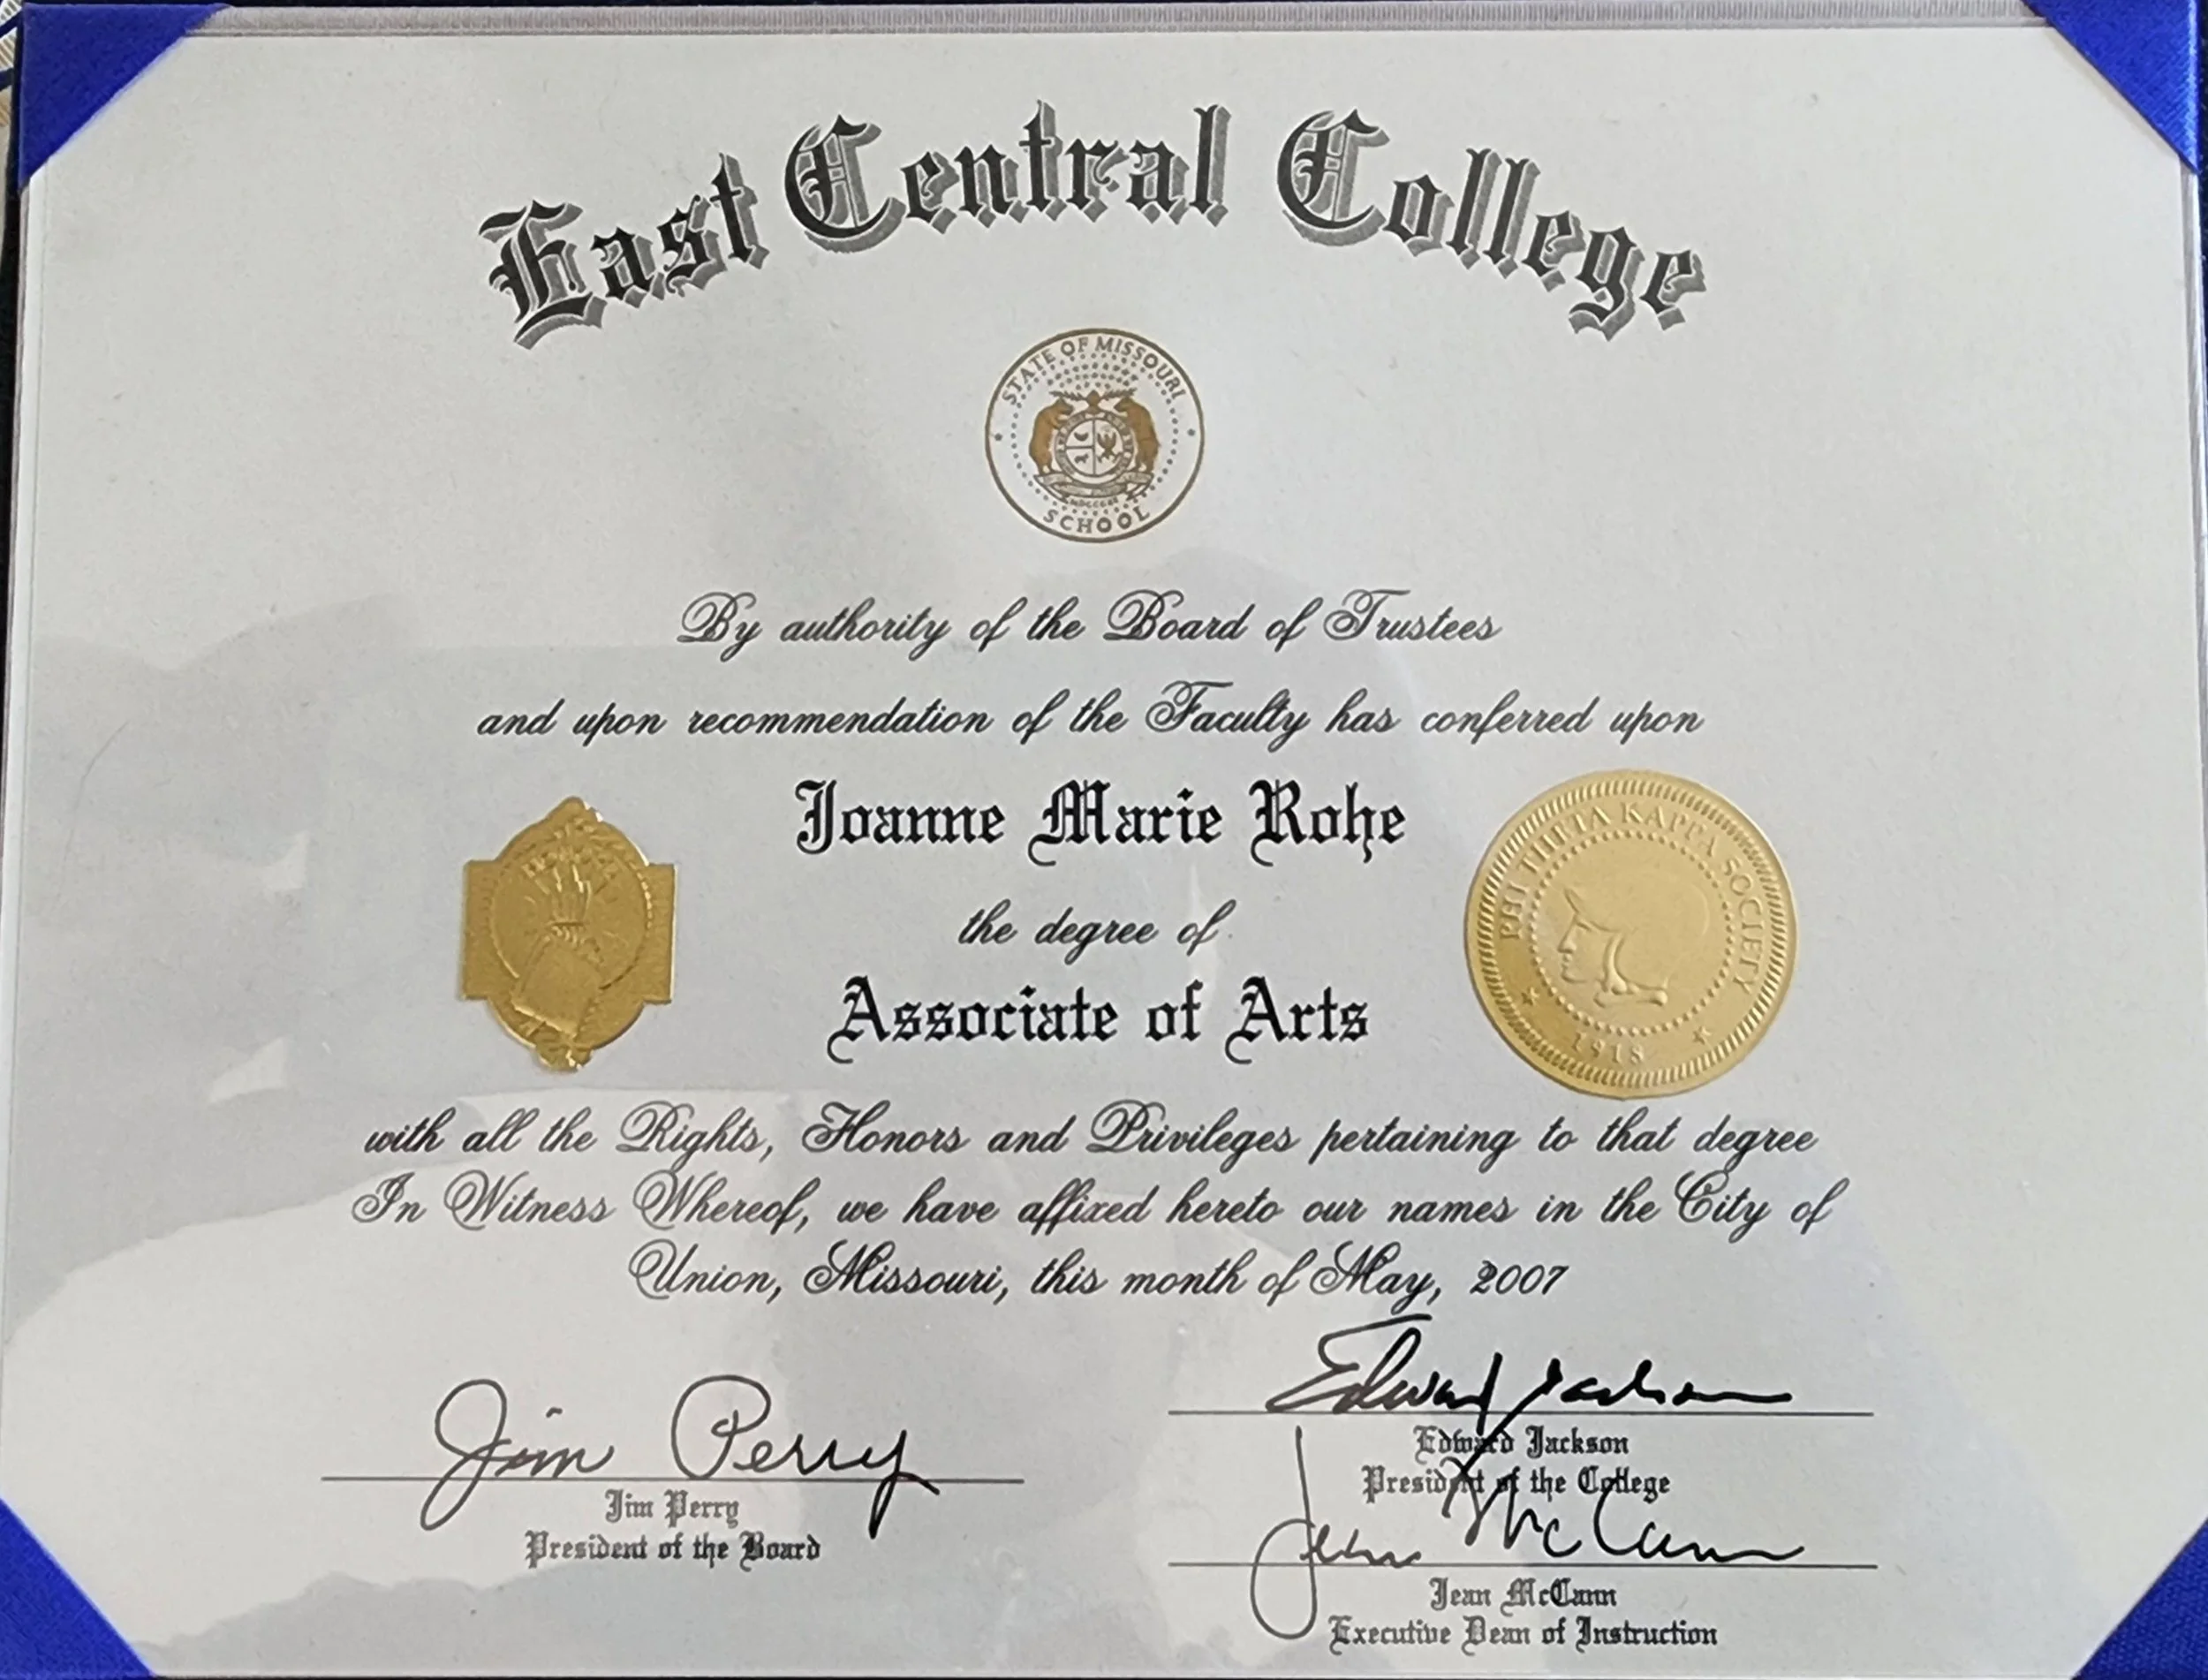 East Central College
STATE OF MISSOURI
SCHOOL
By authority of the Board of Trustees
and upon recommendation of the Faculty has conferred upon
Joanne Marie Rohe
the degree of
Associate of Arts
PHI THETA KAPPA SOCIETY
1918
with all the Rights, Honors and Privileges pertaining to that degree
In Witness Whereof, we have affixed hereto our names in the City of
Union, Missouri, this month of May, 2007
Jim Perry
Jim Perry
President of the Board
Edward Jackson
Edward Jackson
President of the College
Jean McCann
Jean McCann
Executive Dean of Instruction